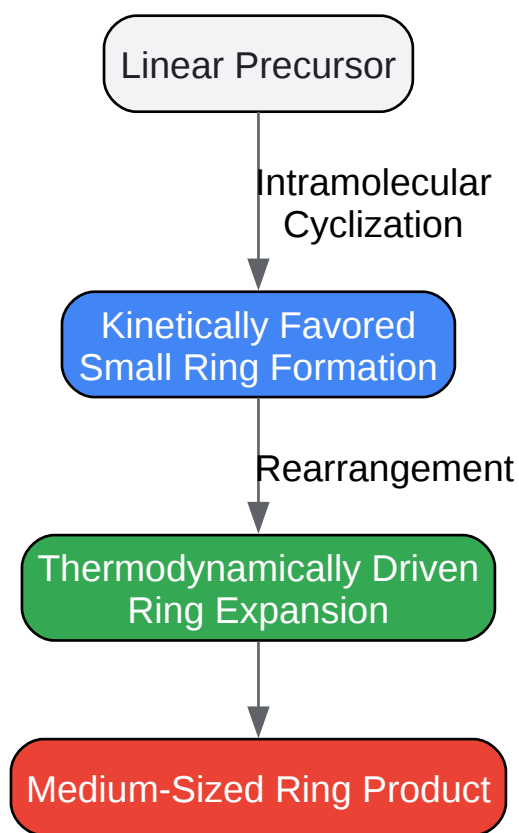 Linear Precursor
Intramolecular
Cyclization
Kinetically Favored
Small Ring Formation
Rearrangement
Thermodynamically Driven
Ring Expansion
Medium-Sized Ring Product